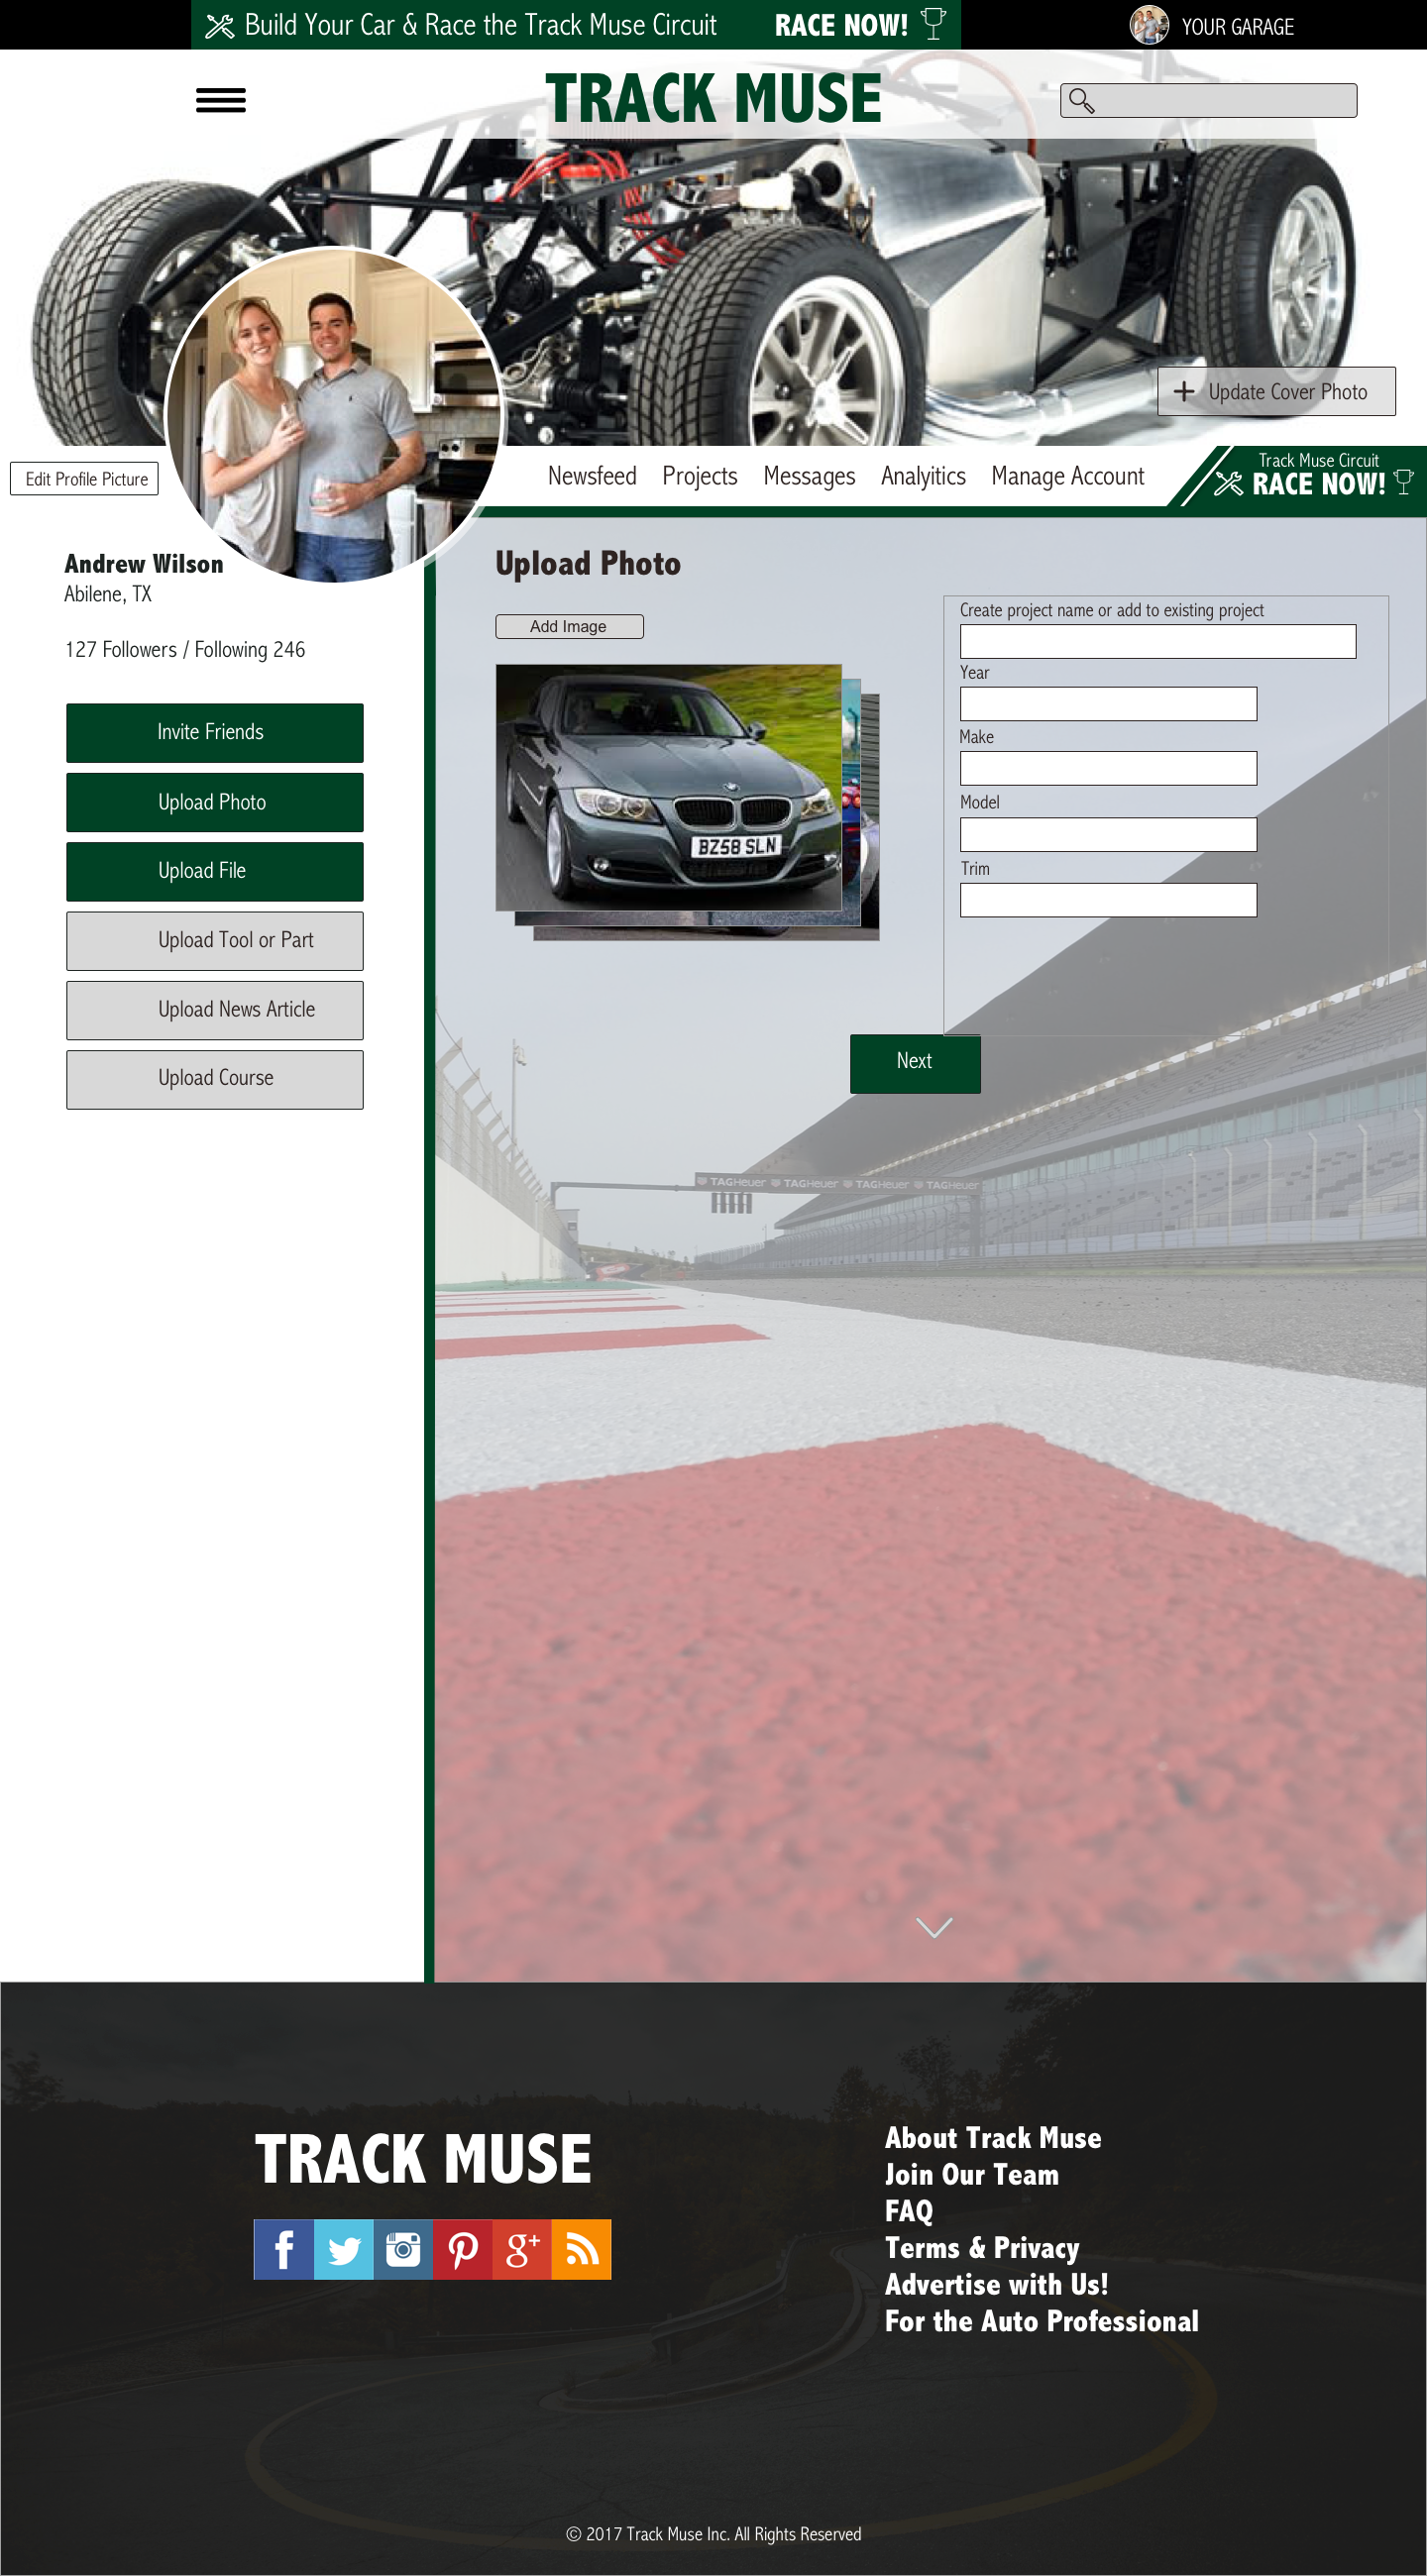 Build Your Car & Race the Track Muse Circuit RACE NOW!
YOUR GARAGE
TRACK MUSE
Update Cover Photo
Edit Profile Picture
Newsfeed Projects Messages Analyitics Manage Account
Track Muse Circuit
RACE NOW!
Andrew Wilson
Abilene, TX
127 Followers / Following 246
Invite Friends
Upload Photo
Upload File
Upload Tool or Part
Upload News Article
Upload Course
Upload Photo
Add Image
BZ58 SLN
Create project name or add to existing project
Year
Make
Model
Trim
Next
TAGHeuer TAGHeuer TAGHeuer TAGHeuer
TRACK MUSE
f g+
About Track Muse
Join Our Team
FAQ
Terms & Privacy
Advertise with Us!
For the Auto Professional
© 2017 Track Muse Inc. All Rights Reserved